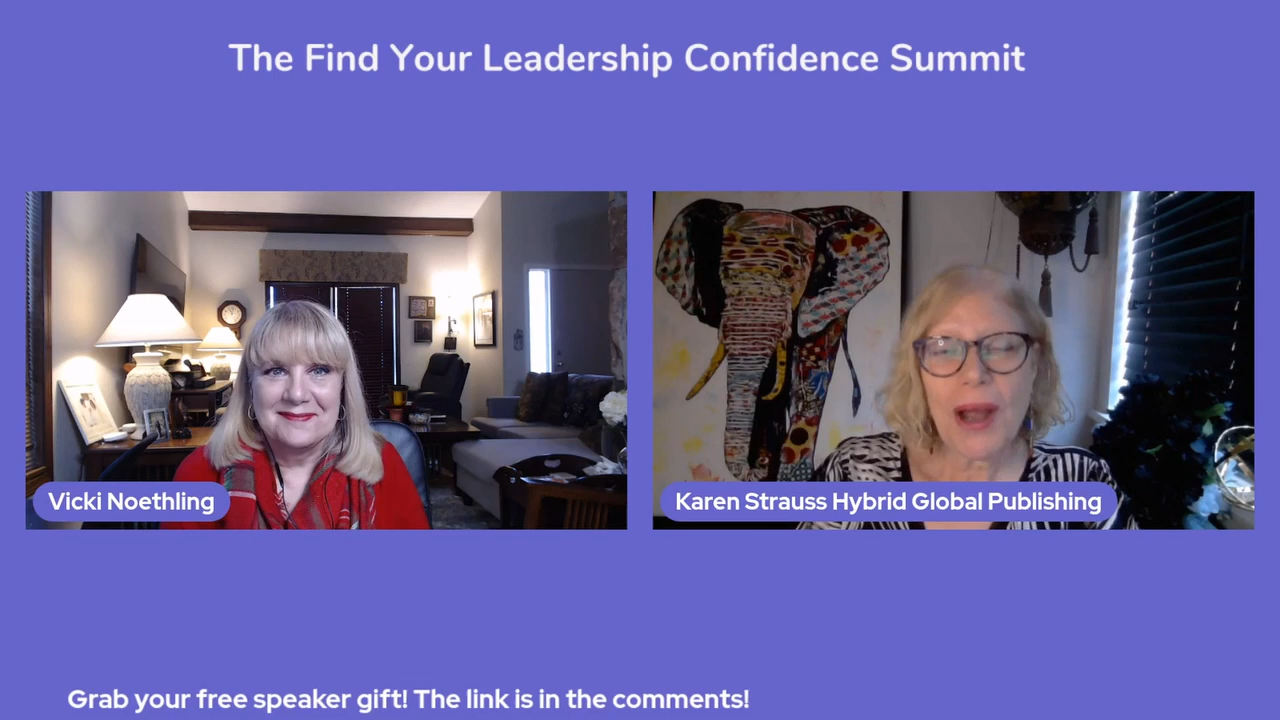 The Find Your Leadership Confidence Summit
Vicki Noethling
Karen Strauss Hybrid Global Publishing
Grab your free speaker gift! The link is in the comments!